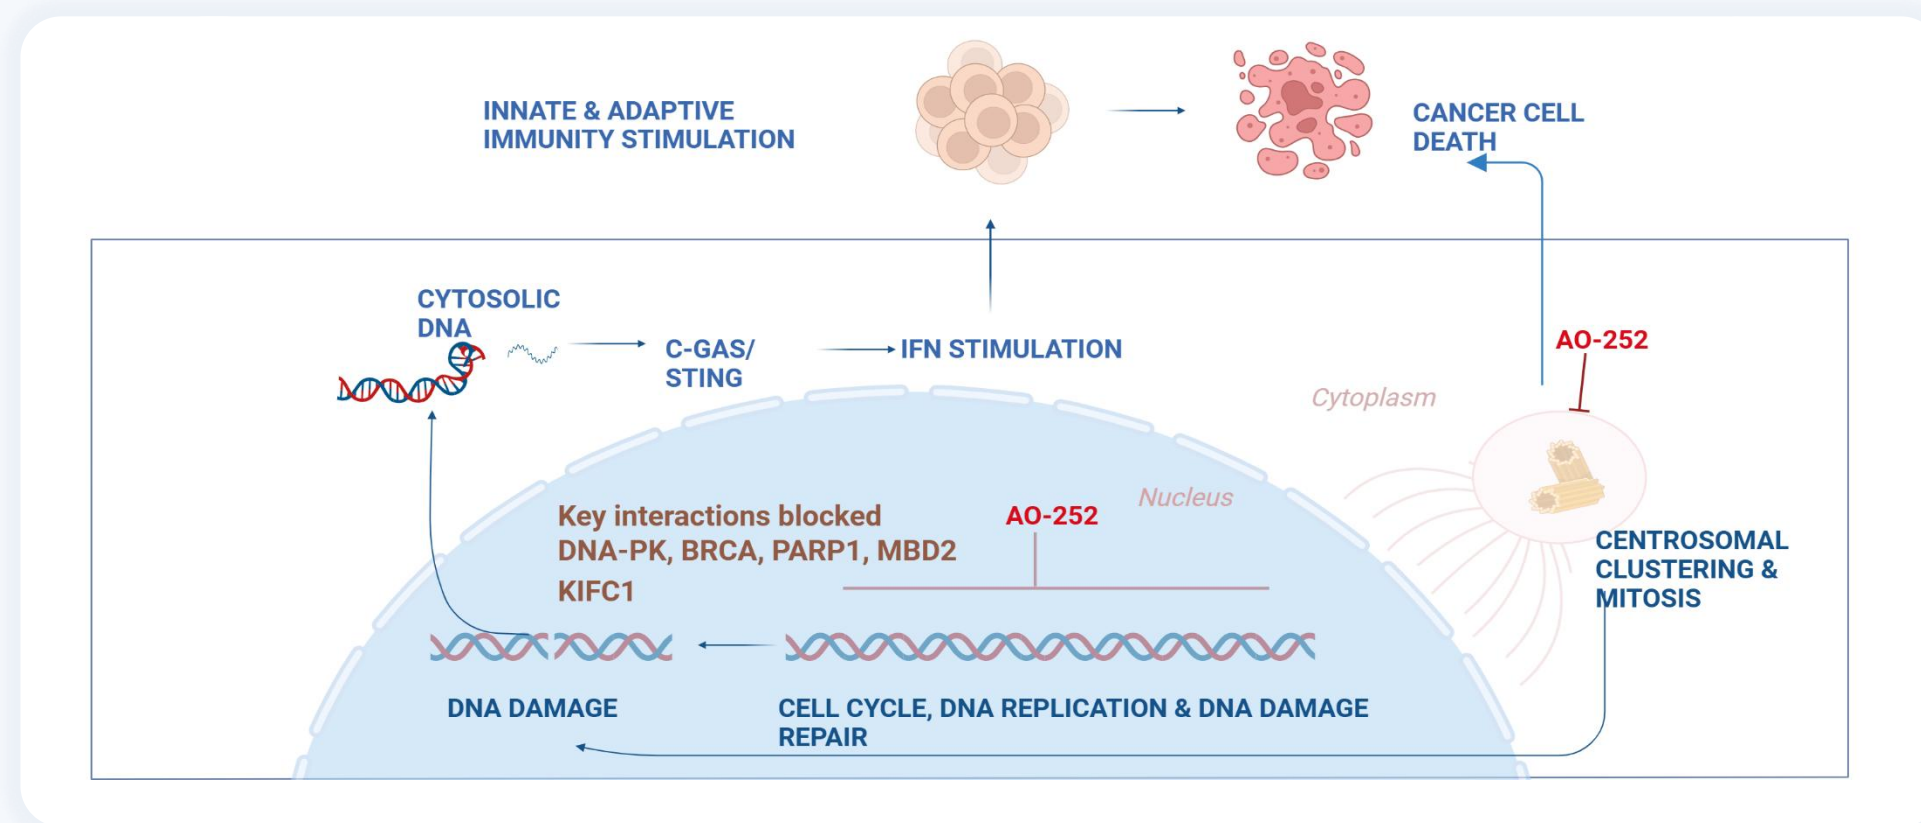 INNATE & ADAPTIVE
IMMUNITY STIMULATION
CANCER CELL
DEATH
CYTOSOLIC
DNA
C-GAS/
STING
IFN STIMULATION
AO-252
Cytoplasm
Nucleus
Key interactions blocked
DNA-PK, BRCA, PARP1, MBD2
KIFC1
AO-252
CENTROSOMAL
CLUSTERING &
MITOSIS
DNA DAMAGE
CELL CYCLE, DNA REPLICATION & DNA DAMAGE
REPAIR